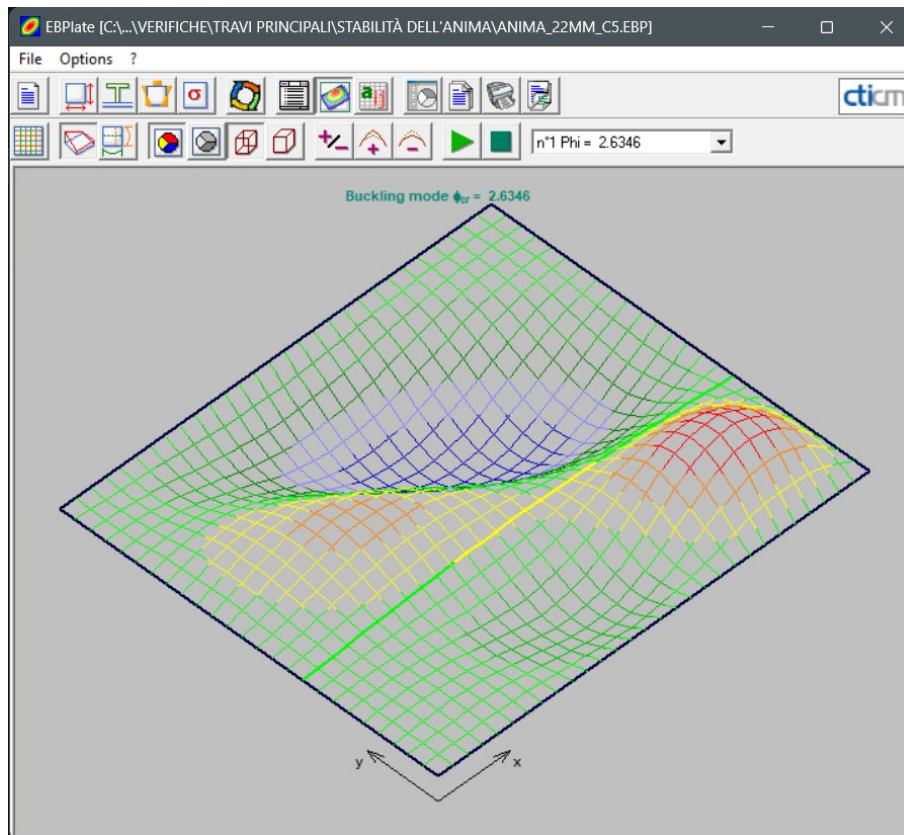 EBPlate [C:\...\VERIFICHE\TRAVI PRINCIPALI\STABILITÀ DELL'ANIMA\ANIMA_22MM_C5.EBP]
File Options ?
σ
cticm
+/-
n°1 Phi = 2.6346
Buckling mode ϕcr = 2.6346
y
x